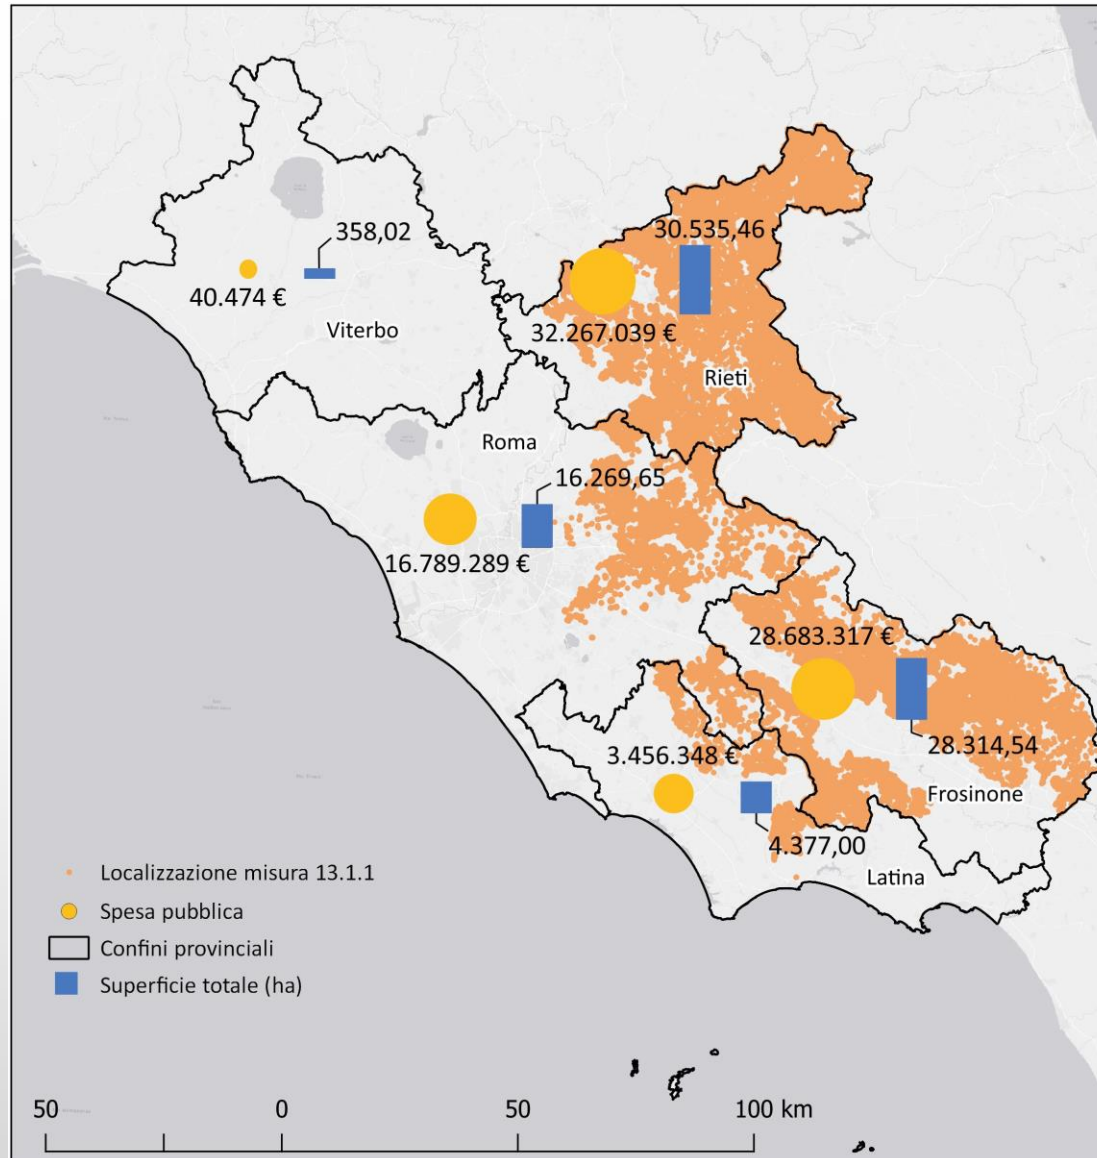 358,02
40.474 €
Viterbo
30.535,46
32.267.039 €
Rieti
Roma
16.269,65
16.789.289 €
28.683.317 €
28.314,54
Frosinone
3.456.348 €
4.377,00
Latina
Localizzazione misura 13.1.1
Spesa pubblica
Confini provinciali
Superficie totale (ha)
50 0 50 100 km